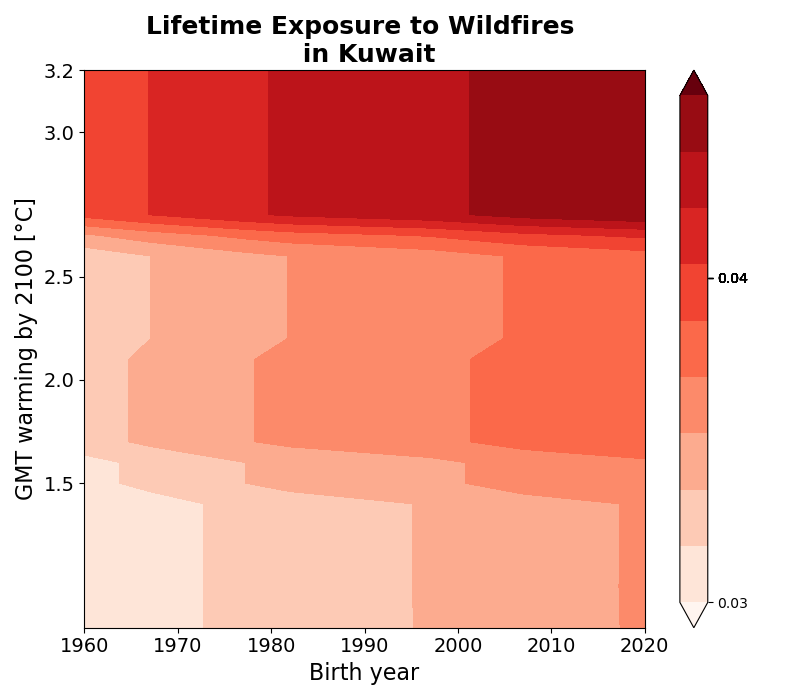 Lifetime Exposure to Wildfires
in Kuwait
3.2
3.0
2.5
2.0
1.5
GMT warming by 2100 [°C]
1960 1970 1980 1990 2000 2010 2020
Birth year
0.04
0.03